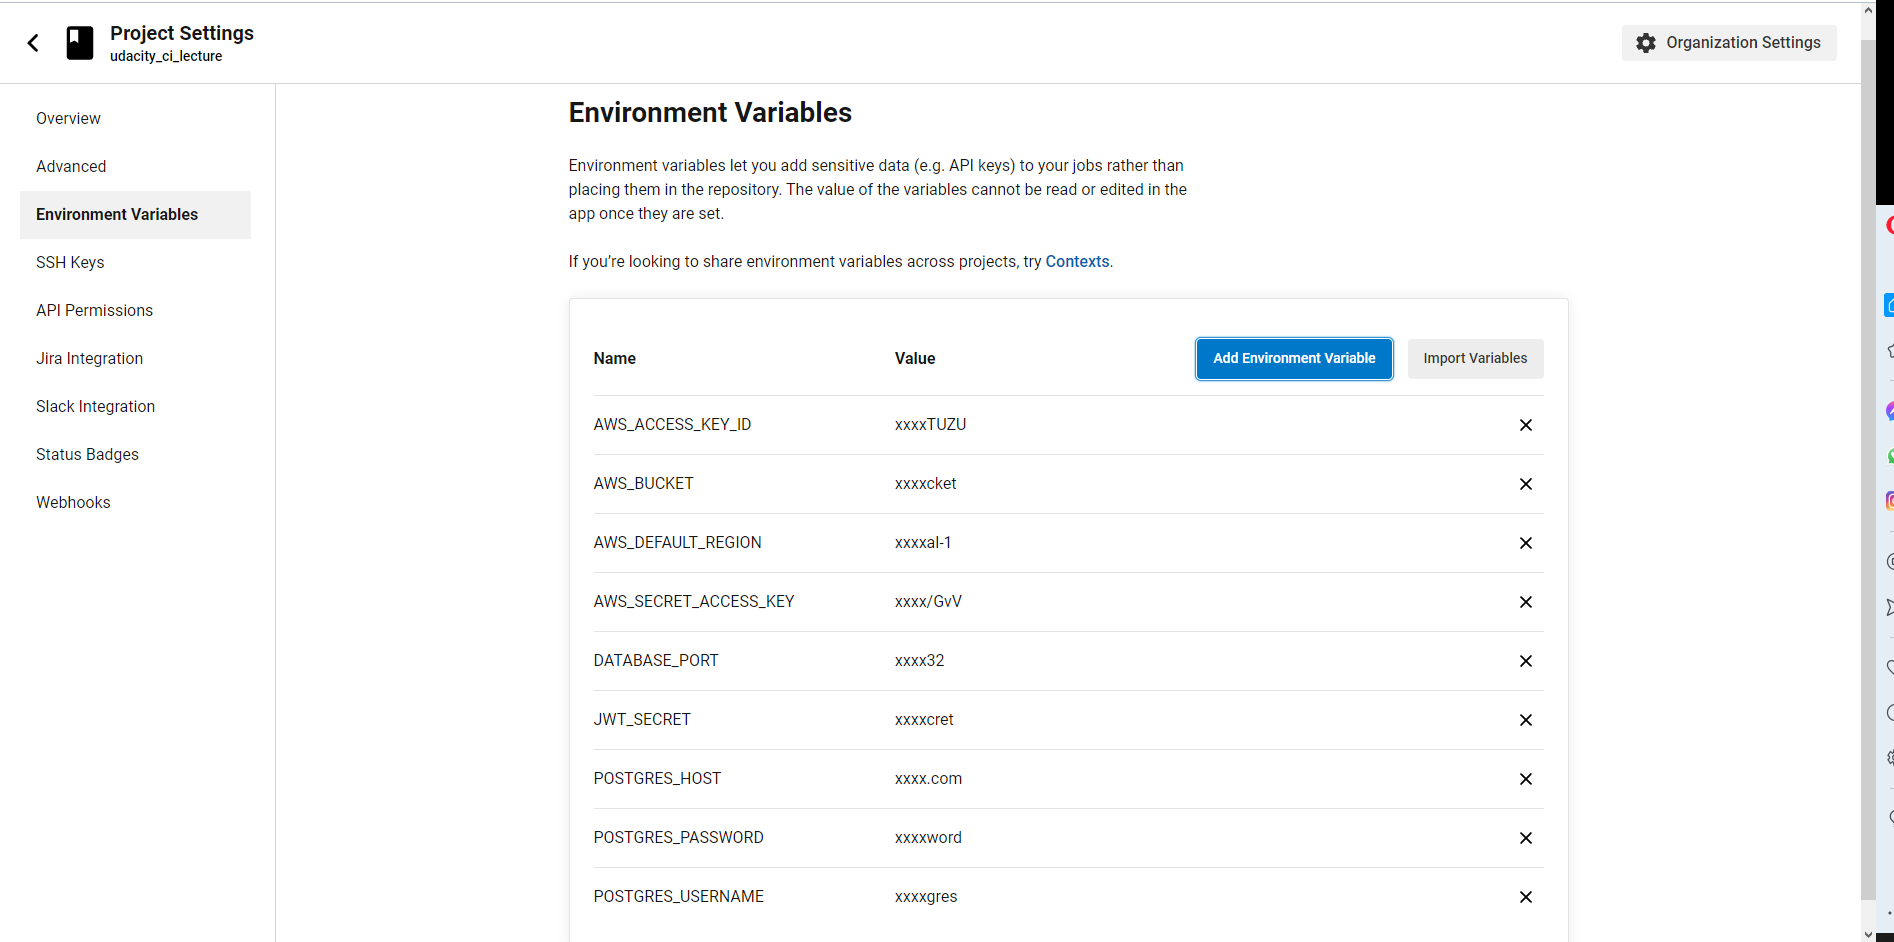 Project Settings
udacity_ci_lecture
Organization Settings
Overview
Advanced
Environment Variables
SSH Keys
API Permissions
Jira Integration
Slack Integration
Status Badges
Webhooks
Environment Variables
Environment variables let you add sensitive data (e.g. API keys) to your jobs rather than
placing them in the repository. The value of the variables cannot be read or edited in the
app once they are set.
If you’re looking to share environment variables across projects, try Contexts.
Name Value Add Environment Variable Import Variables
AWS_ACCESS_KEY_ID xxxxTUZU
AWS_BUCKET xxxxcket
AWS_DEFAULT_REGION xxxxal-1
AWS_SECRET_ACCESS_KEY xxxx/GvV
DATABASE_PORT xxxx32
JWT_SECRET xxxxcret
POSTGRES_HOST xxxx.com
POSTGRES_PASSWORD xxxxword
POSTGRES_USERNAME xxxxgres